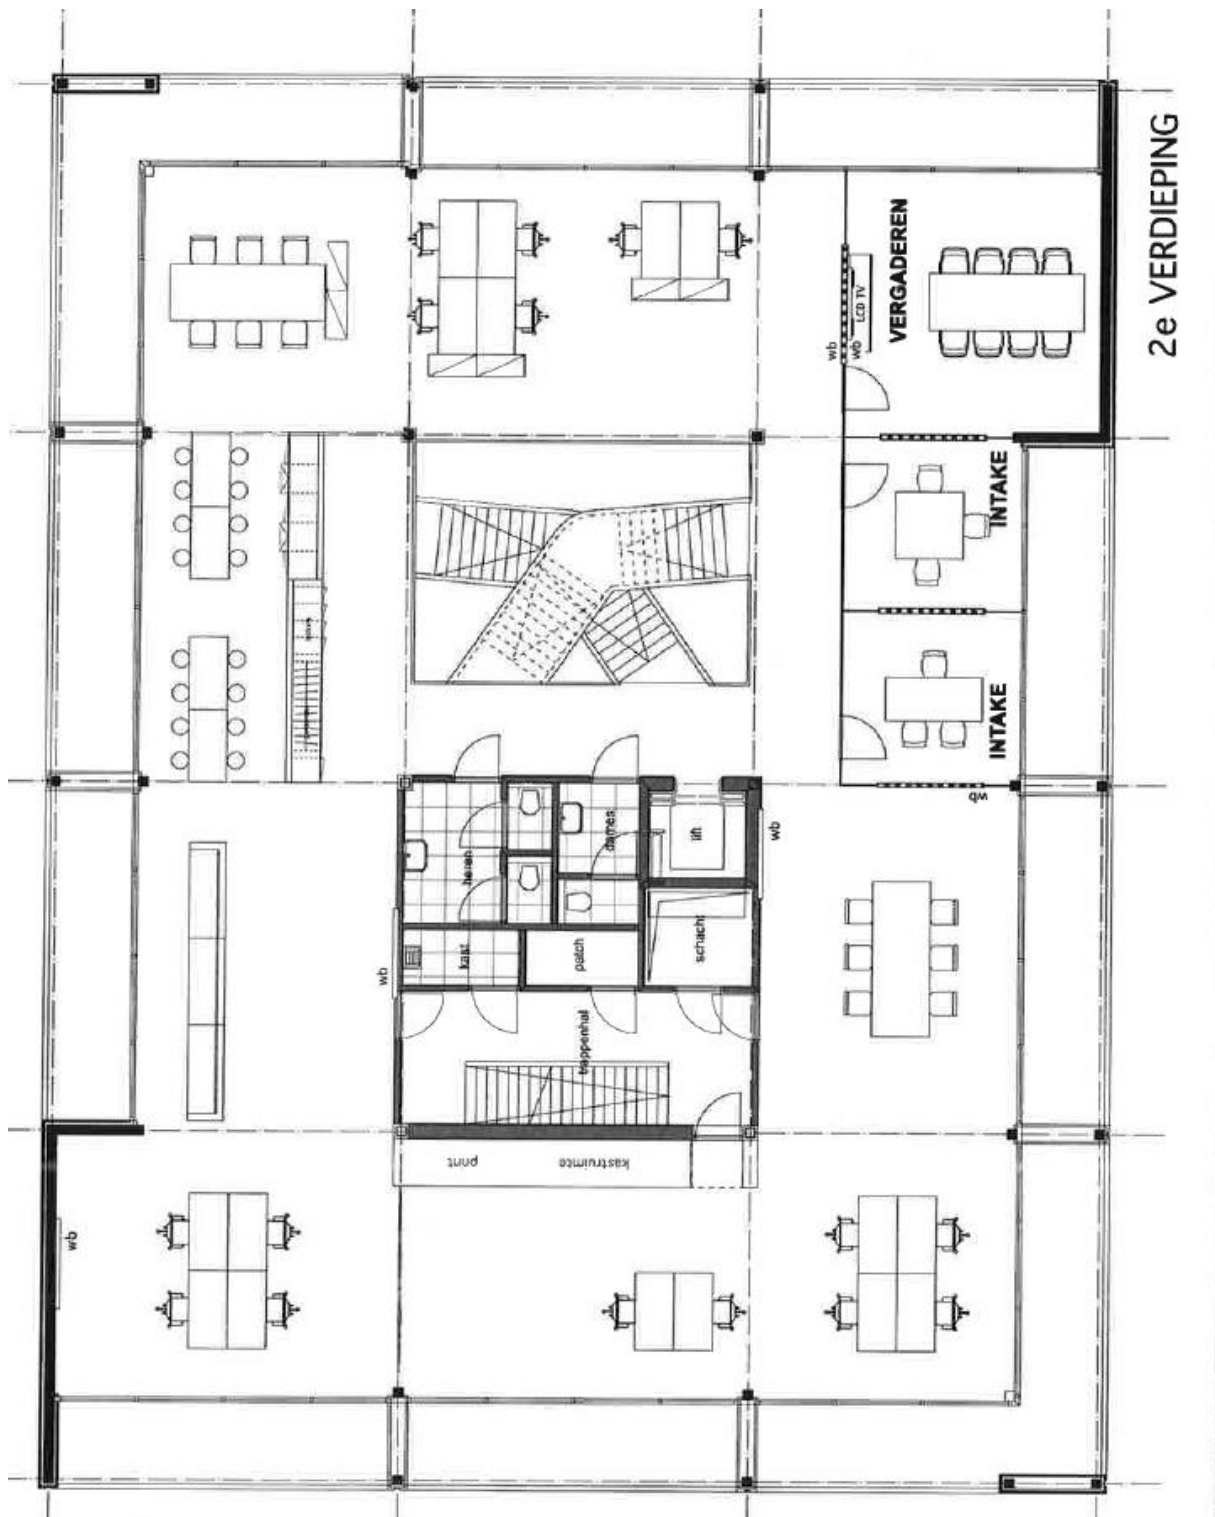 2e VERDIEPING
VERGADEREN
LCD TV
wb
wb
INTAKE
INTAKE
wb
heren
dames
lift
wb
kast
patch
schacht
wb
trappenhal
print
kastruimte
wb